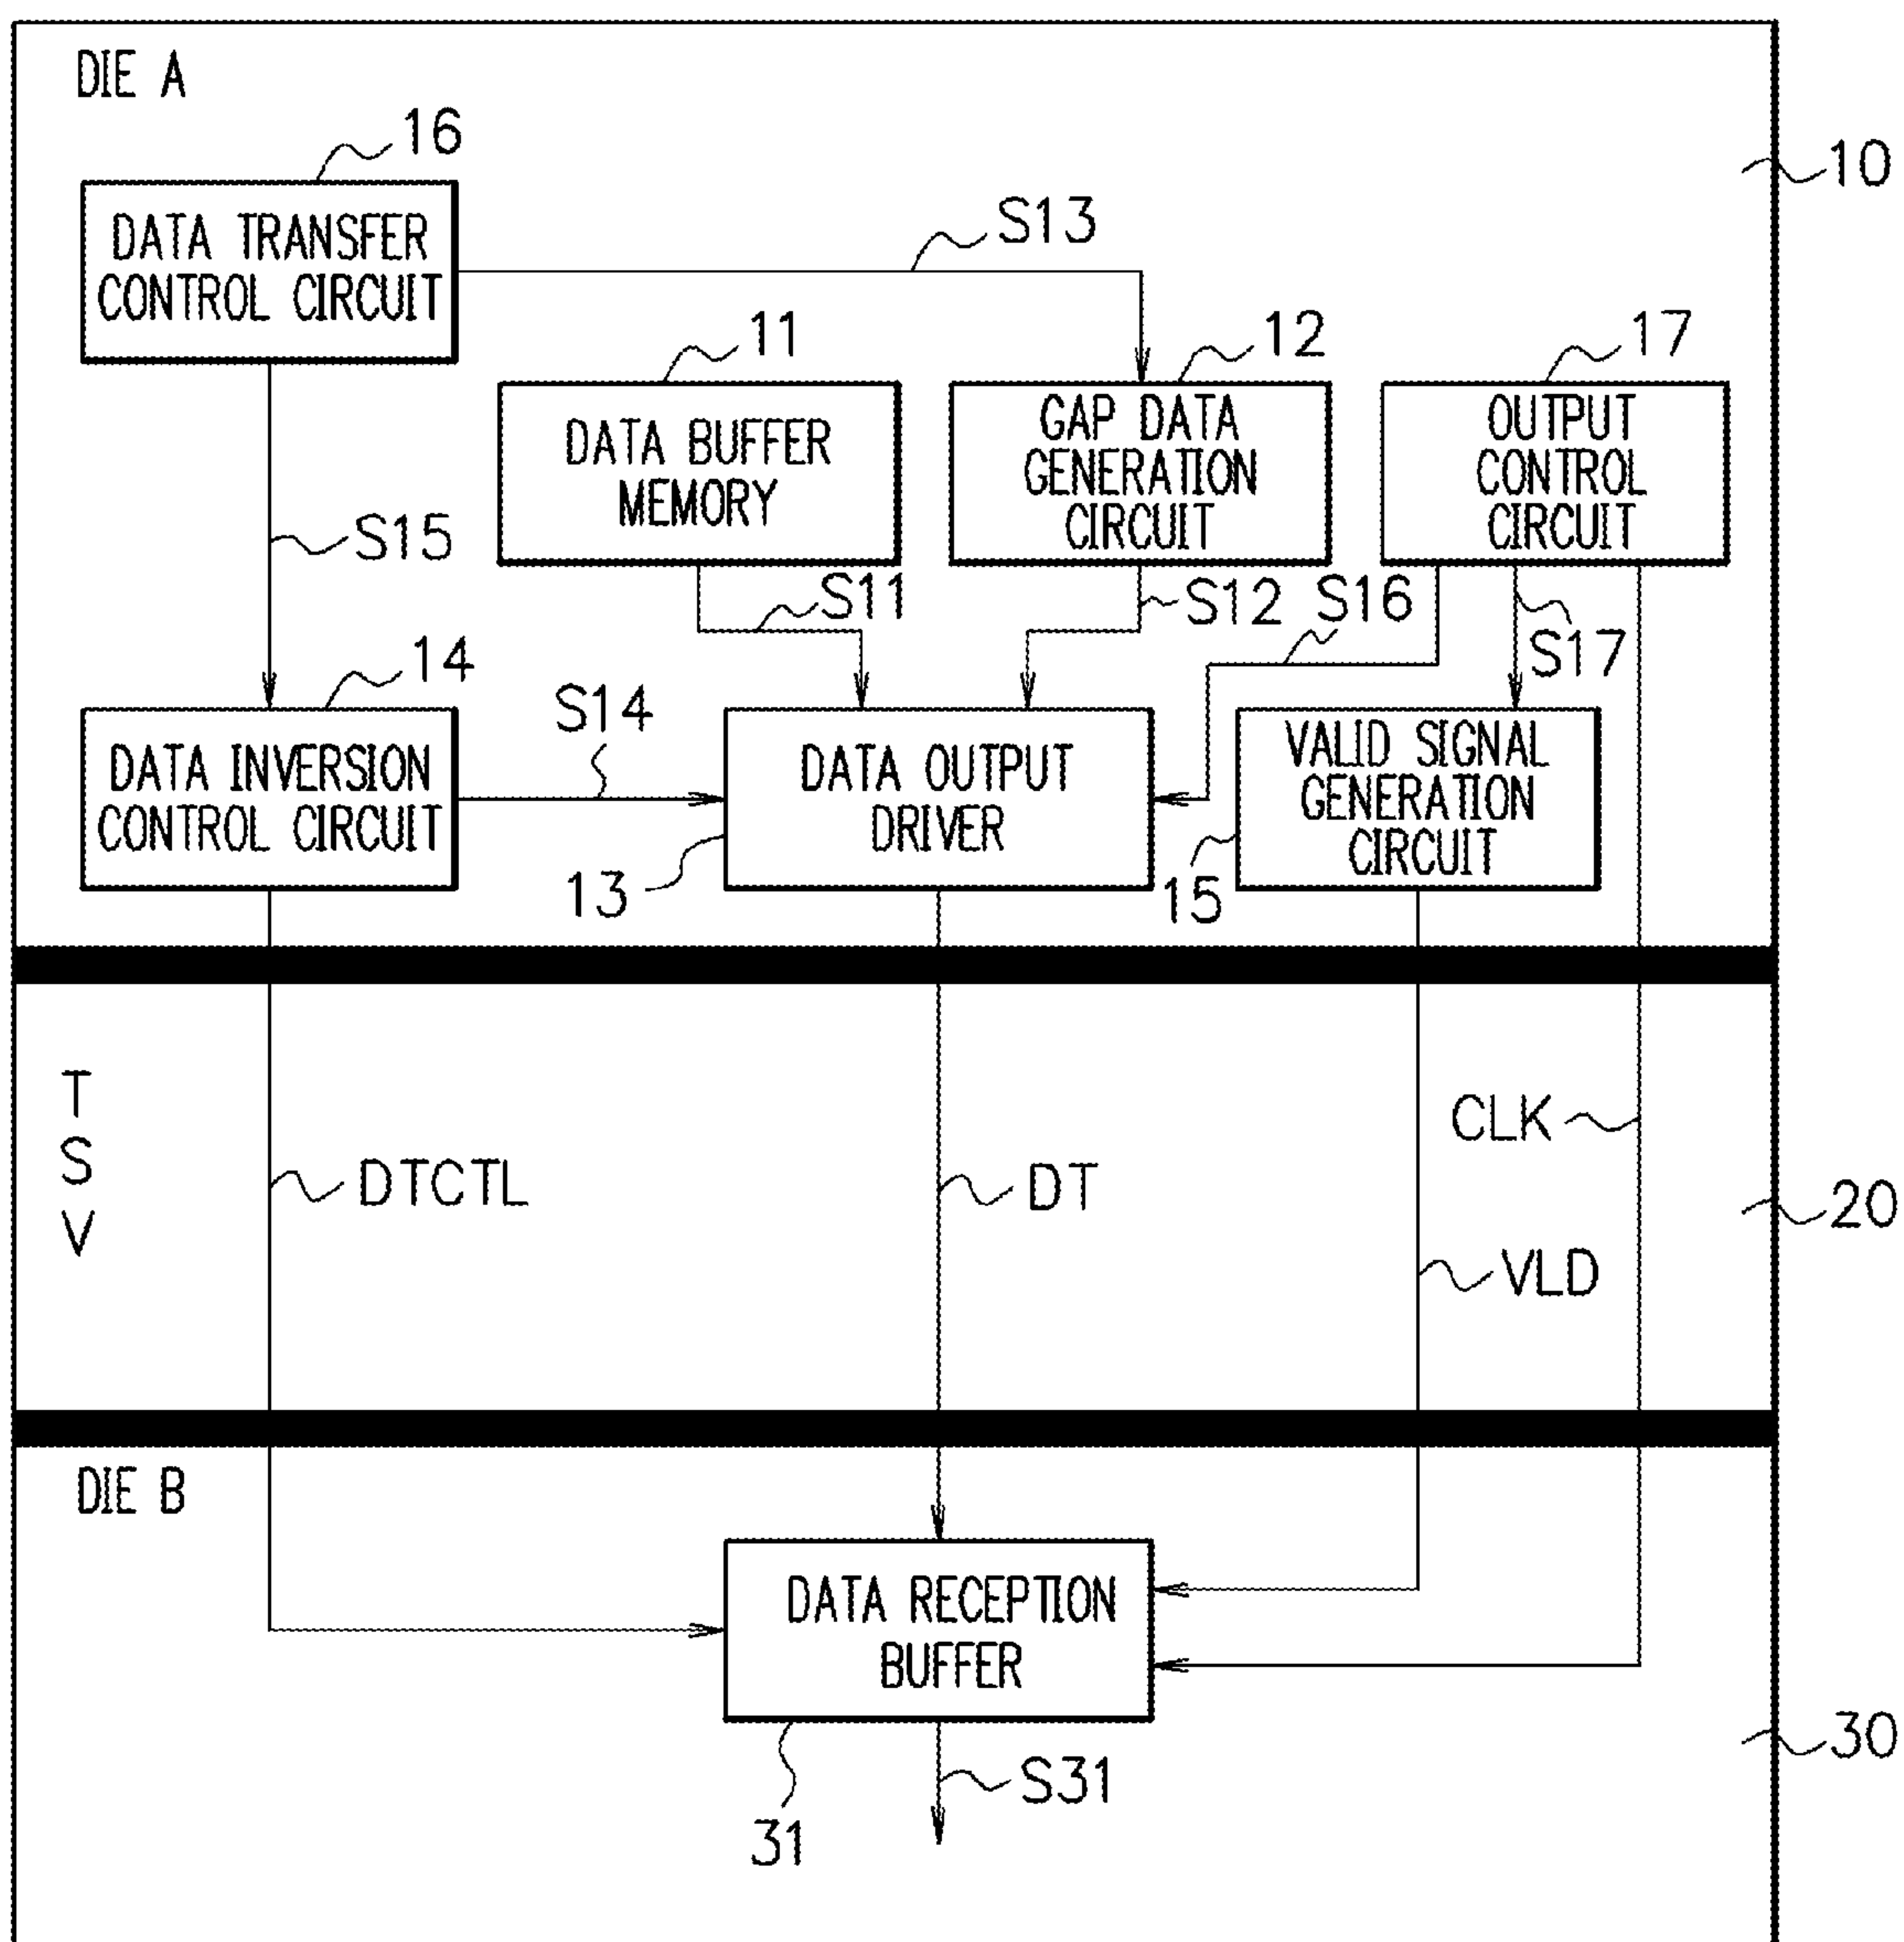 DIE A
16
10
DATA TRANSFER
CONTROL CIRCUIT
S13
11
12
17
DATA BUFFER
MEMORY
GAP DATA
GENERATION
CIRCUIT
OUTPUT
CONTROL
CIRCUIT
S15
S11
S12
S16
S17
14
S14
DATA INVERSION
CONTROL CIRCUIT
DATA OUTPUT
DRIVER
VALID SIGNAL
GENERATION
CIRCUIT
13
15
T
S
V
CLK
DTCTL
DT
20
VLD
DIE B
DATA RECEPTION
BUFFER
30
S31
31